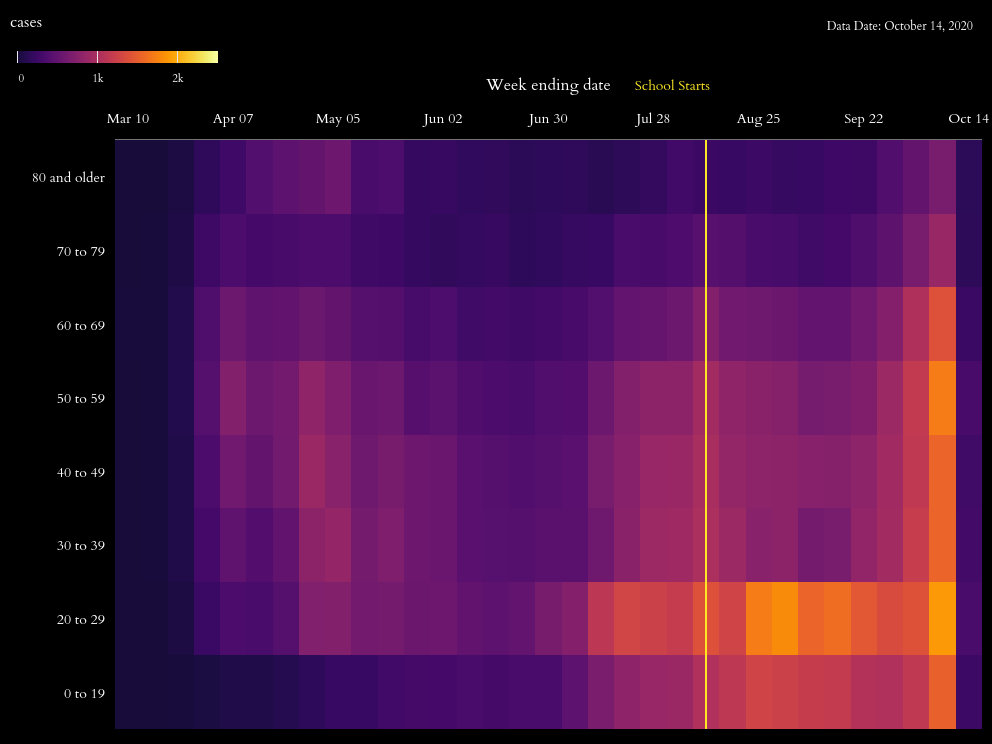 cases
Data Date: October 14, 2020
0 1k 2k
Week ending date School Starts
Mar 10 Apr 07 May 05 Jun 02 Jun 30 Jul 28 Aug 25 Sep 22 Oct 14
80 and older
70 to 79
60 to 69
50 to 59
40 to 49
30 to 39
20 to 29
0 to 19